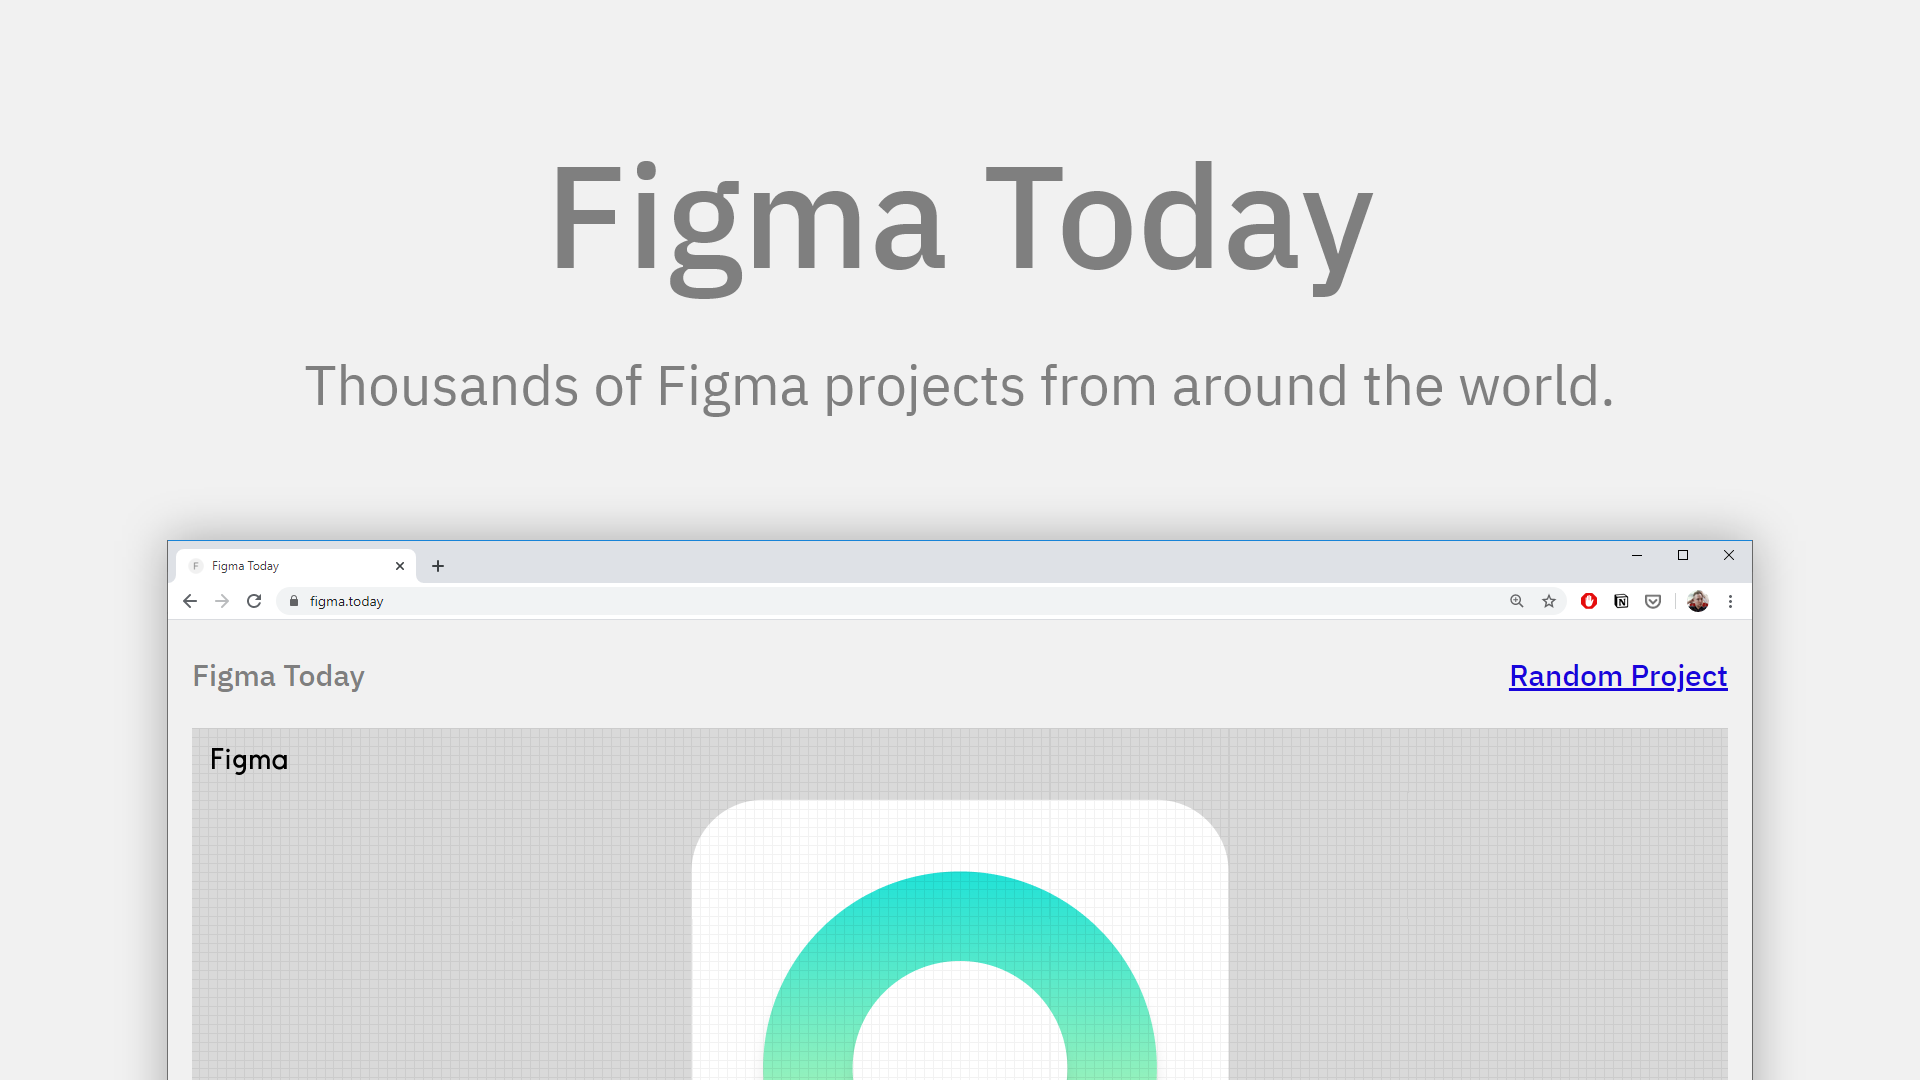 Figma Today
Thousands of Figma projects from around the world.
F Figma Today
figma.today
Figma Today
Random Project
Figma